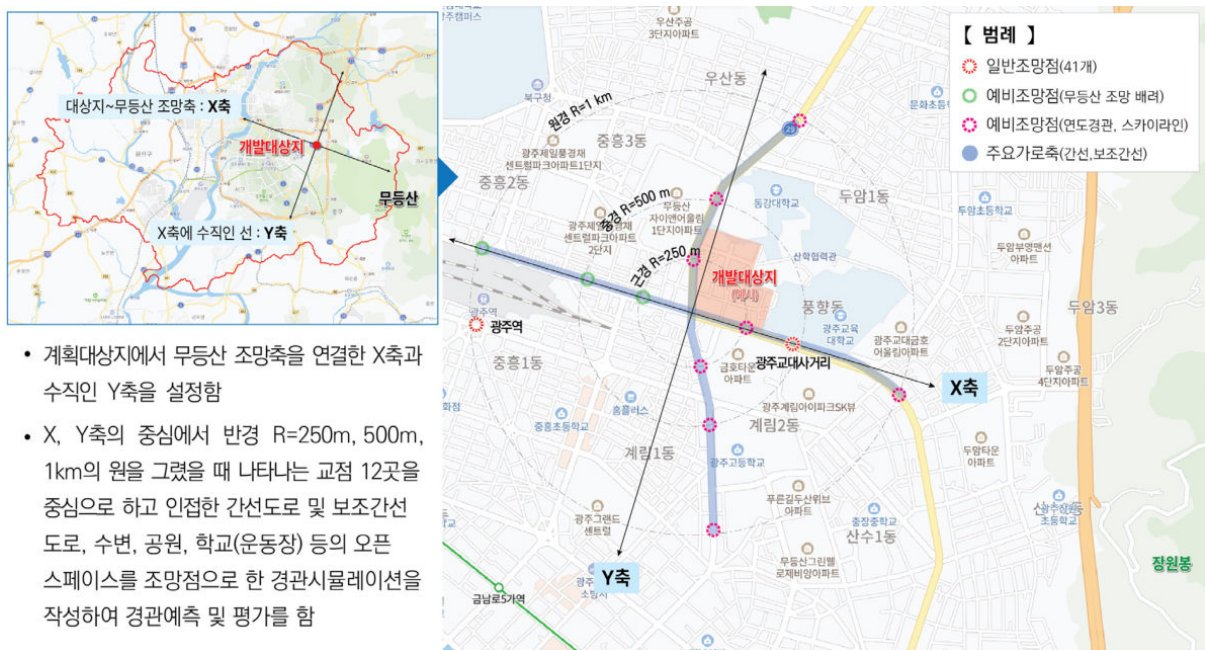 대상지~무등산 조망축 : X축
개발대상지
무등산
X축에 수직인 선 : Y축
• 계획대상지에서 무등산 조망축을 연결한 X축과
수직인 Y축을 설정함
• X, Y축의 중심에서 반경 R=250m, 500m,
1km의 원을 그렸을 때 나타나는 교점 12곳을
중심으로 하고 인접한 간선도로 및 보조간선
도로, 수변, 공원, 학교(운동장) 등의 오픈
스페이스를 조망점으로 한 경관시뮬레이션을
작성하여 경관예측 및 평가를 함
【 범례 】
일반조망점(41개)
예비조망점(무등산 조망 배려)
예비조망점(연도경관, 스카이라인)
주요가로축(간선,보조간선)
우산주공
3단지아파트
우산동
북구청
원경 R=1 km
중흥3동
광주제일풍경채
센트럴파크아파트1단지
중흥2동
중경 R=500 m
무등산
자이앤어울림
1단지아파트
센트럴파크아파트
2단지
근경 R=250 m
동강대학교
두암1동
두암초등학교
두암부영맨션
아파트
산학협력관
개발대상지
(예시)
풍향동
두암3동
광주교육
대학교
광주교대금호
어울림아파트
두암주공
2단지아파트
두암주공
4단지아파트
광주역
광주역
중흥1동
금호타운
아파트
광주교대사거리
X축
홈플러스
중흥초등학교
광주계림아이파크SK뷰
계림2동
계림1동
광주고등학교
두암타운
아파트
푸른길두산위브
아파트
광주그랜드
센트럴
충장중학교
산수1동
무등산그린웰
로제비앙아파트
Y축
금남로5가역
장원봉